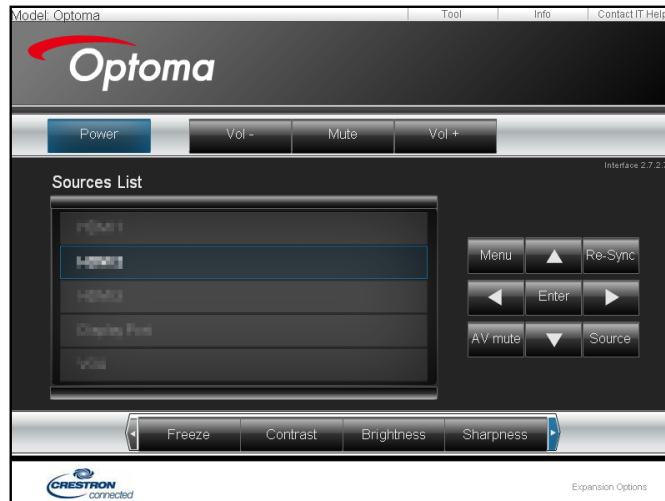 Model: Optoma
Tool Info Contact IT Help
Optoma
Power Vol - Mute Vol +
Interface 2.7.2.7
Sources List
Menu Re-Sync
Enter
AV mute Source
Freeze Contrast Brightness Sharpness
CRESTRON
connected
Expansion Options